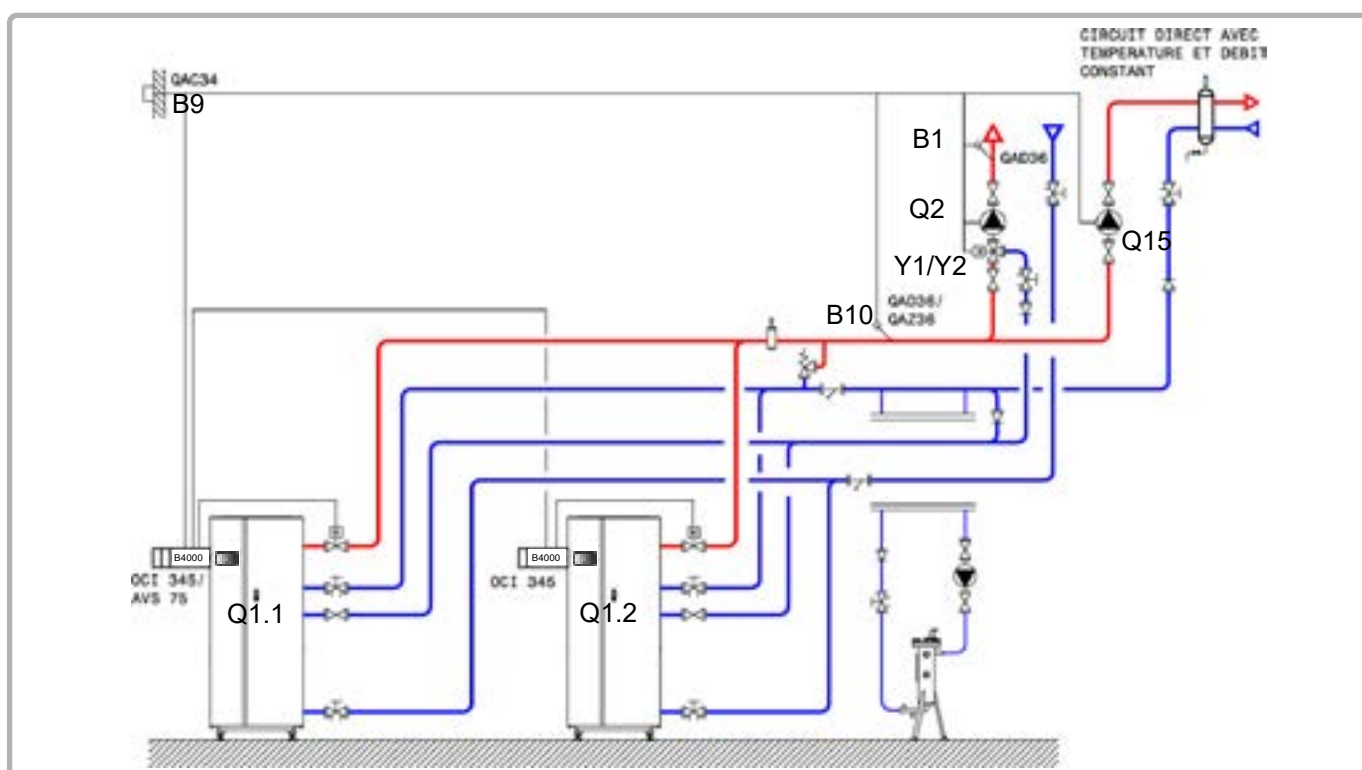 CIRCUIT DIRECT AVEC
TEMPERATURE ET DEBIT
CONSTANT
QAC34
B9
B1
QAD36
Q2
Q15
Y1/Y2
B10
QAD36/
QAZ36
B4000
OCI 345/
AVS 75
Q1.1
B4000
OCI 345
Q1.2